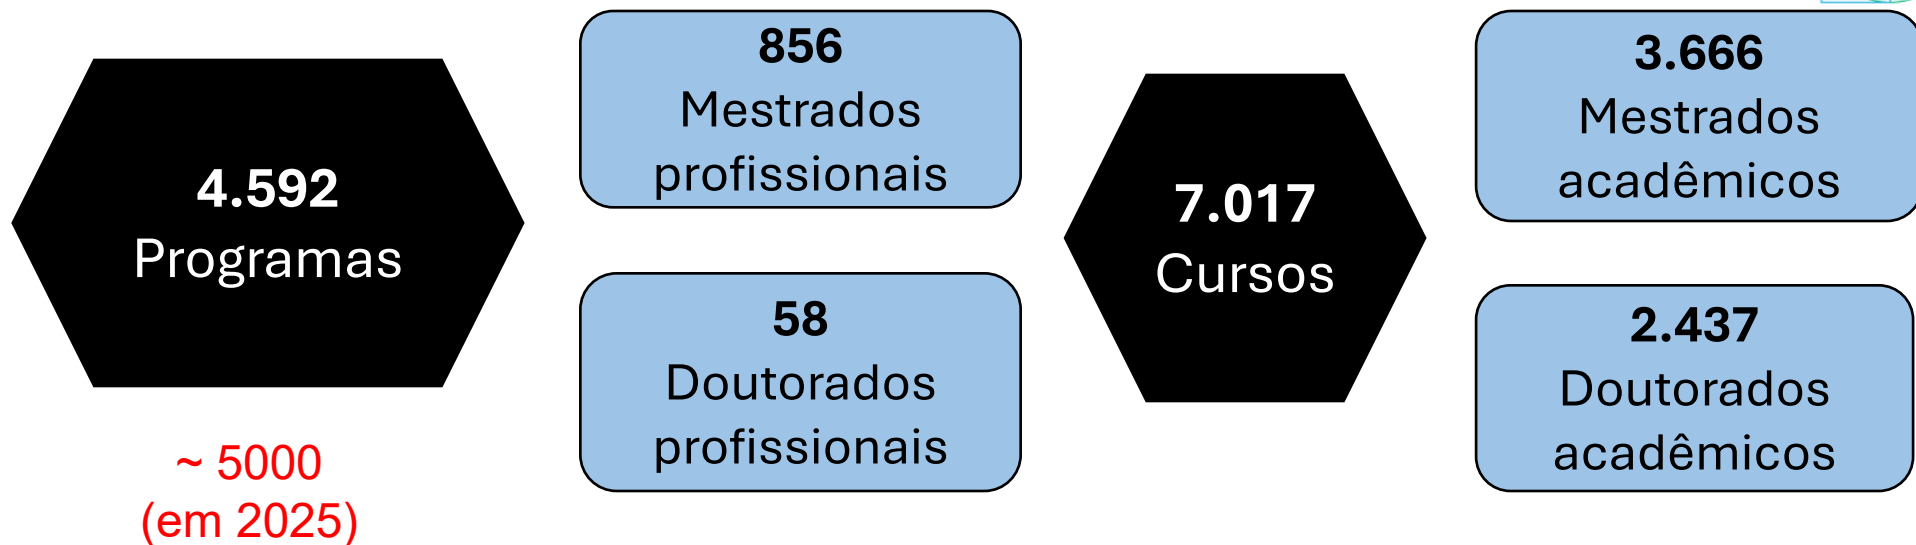 4.592
Programas
~ 5000
(em 2025)
856
Mestrados
profissionais
58
Doutorados
profissionais
7.017
Cursos
3.666
Mestrados
acadêmicos
2.437
Doutorados
acadêmicos